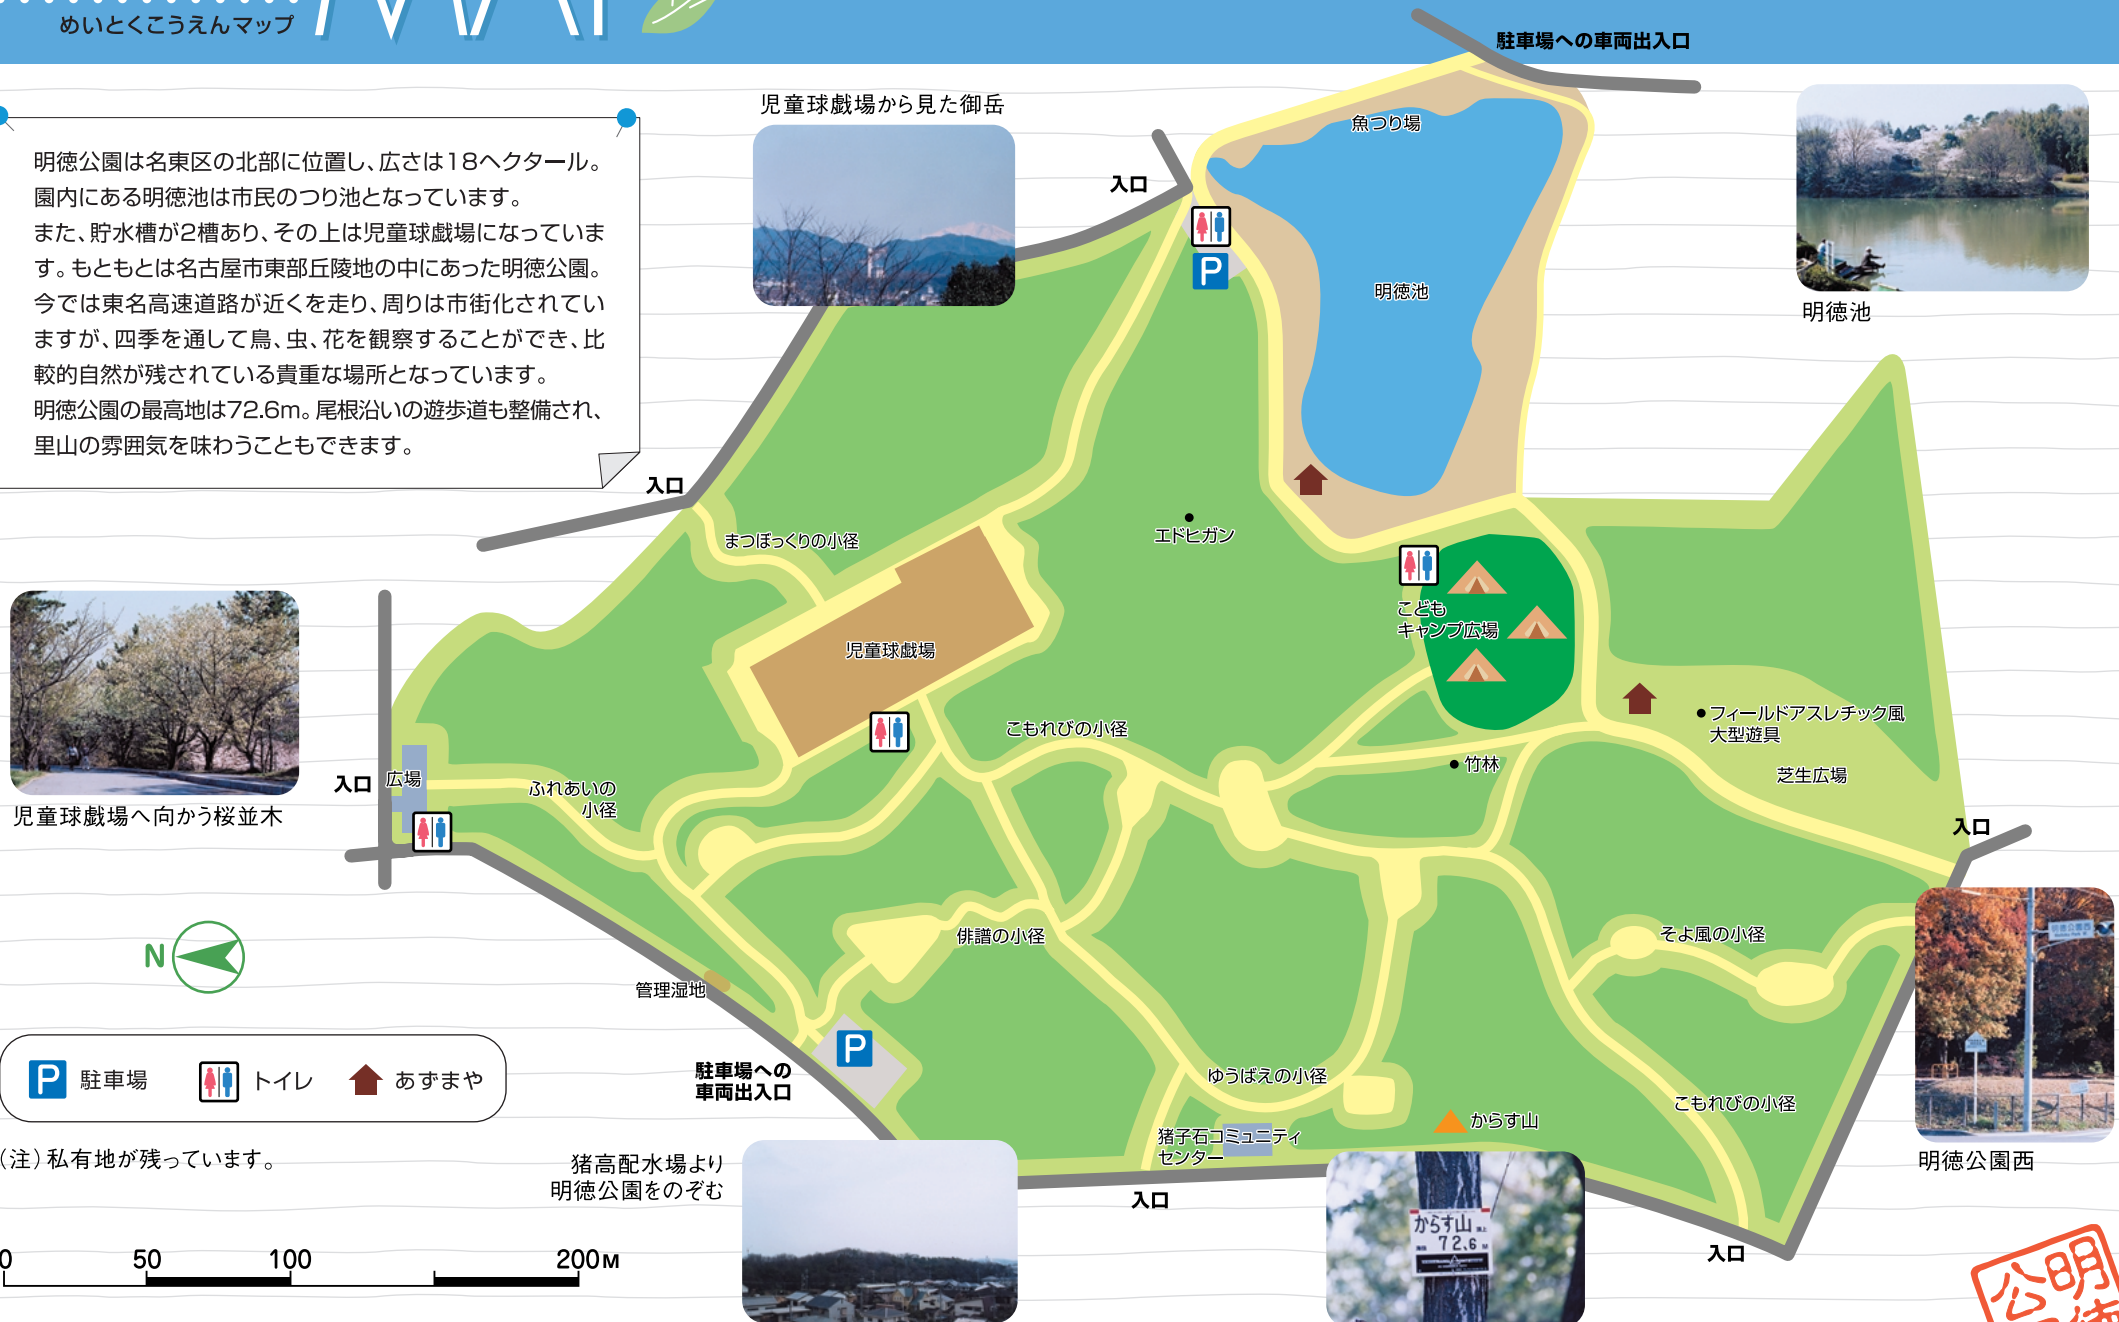 めいとくこうえんマップ
駐車場への車両出入口
児童球戯場から見た御岳
魚つり場
明徳公園は名東区の北部に位置し、広さは18ヘクタール。
園内にある明徳池は市民のつり池となっています。
また、貯水槽が2槽あり、その上は児童球戯場になっていま
す。もともとは名古屋市東部丘陵地の中にあった明徳公園。
今では東名高速道路が近くを走り、周りは市街化されてい
ますが、四季を通して鳥、虫、花を観察することができ、比
較的自然が残されている貴重な場所となっています。
明徳公園の最高地は72.6m。尾根沿いの遊歩道も整備され、
里山の雰囲気を味わうこともできます。
入口
P
明徳池
明徳池
入口
まつぼっくりの小径
エドヒガン
こども
キャンプ広場
児童球戯場
こもれびの小径
フィールドアスレチック風
大型遊具
竹林
芝生広場
入口
広場
ふれあいの
小径
児童球戯場へ向かう桜並木
入口
俳譜の小径
そよ風の小径
N
管理湿地
P
駐車場への
車両出入口
ゆうばえの小径
こもれびの小径
からす山
猪子石コミュニティ
センター
P 駐車場
トイレ
あずまや
(注)私有地が残っています。
猪高配水場より
明徳公園をのぞむ
入口
明徳公園西
明徳公園西
からす山
72.6 M
入口
0 50 100 200M
明徳
公